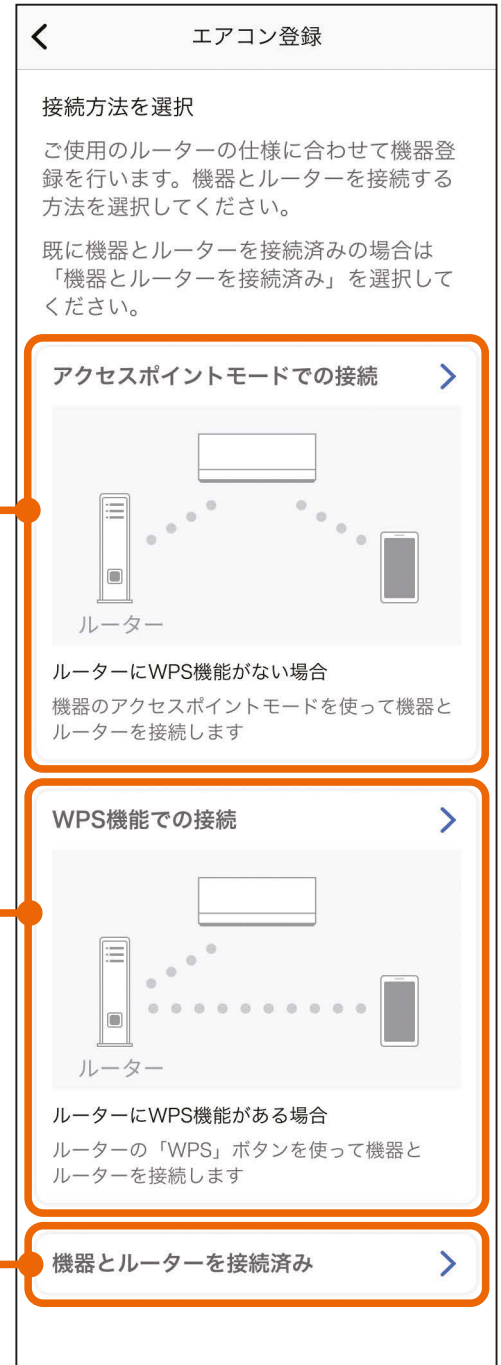 エアコン登録
接続方法を選択
ご使用のルーターの仕様に合わせて機器登
録を行います。機器とルーターを接続する
方法を選択してください。
既に機器とルーターを接続済みの場合は
「機器とルーターを接続済み」を選択して
ください。
アクセスポイントモードでの接続
ルーター
ルーターにWPS機能がない場合
機器のアクセスポイントモードを使って機器と
ルーターを接続します
WPS機能での接続
ルーター
ルーターにWPS機能がある場合
ルーターの「WPS」ボタンを使って機器と
ルーターを接続します
機器とルーターを接続済み